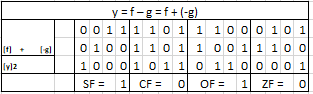 y = f – g = f + (-g)
0 0 1 1 1 1 0 1 1 1 0 0 0 1 0 1
(f) + (-g) 0 1 0 0 1 1 0 1 1 0 0 1 1 1 0 0
(y)2 1 0 0 0 1 0 1 1 0 1 1 0 0 0 0 1
SF = 1 CF = 0 OF = 1 ZF = 0